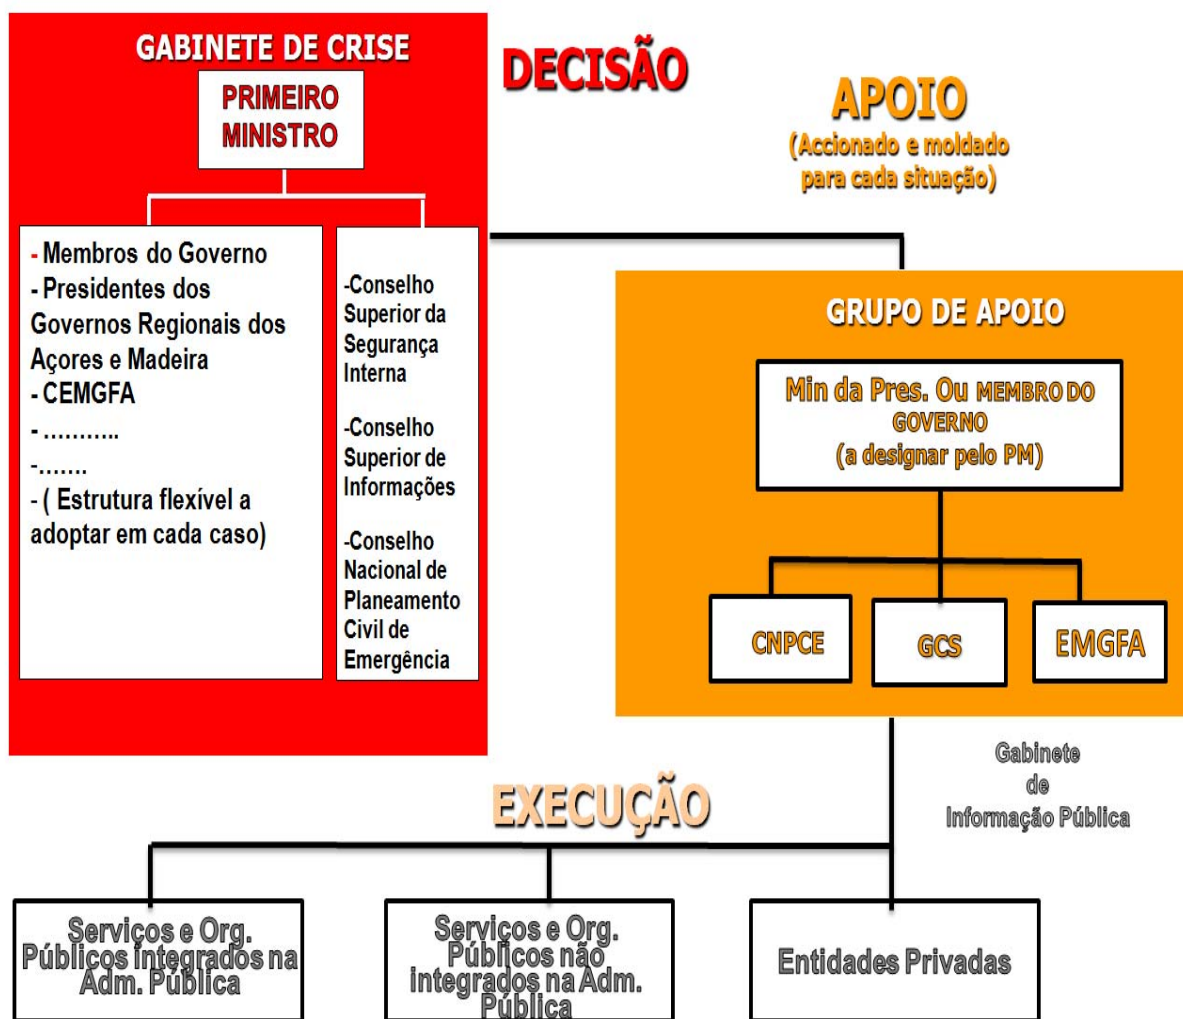 GABINETE DE CRISE
PRIMEIRO
MINISTRO
- Membros do Governo
- Presidentes dos
Governos Regionais dos
Açores e Madeira
- CEMGFA
- ………..
-…….
- ( Estrutura flexível a
adoptar em cada caso)
-Conselho
Superior da
Segurança
Interna
-Conselho
Superior de
Informações
-Conselho
Nacional de
Planeamento
Civil de
Emergência
DECISÃO
APOIO
(Accionado e moldado
para cada situação)
GRUPO DE APOIO
Min da Pres. Ou MEMBRO DO
GOVERNO
(a designar pelo PM)
CNPCE
GCS
EMGFA
Gabinete
de
Informação Pública
EXECUÇÃO
Serviços e Org.
Públicos integrados na
Adm. Pública
Serviços e Org.
Públicos não
integrados na Adm.
Pública
Entidades Privadas